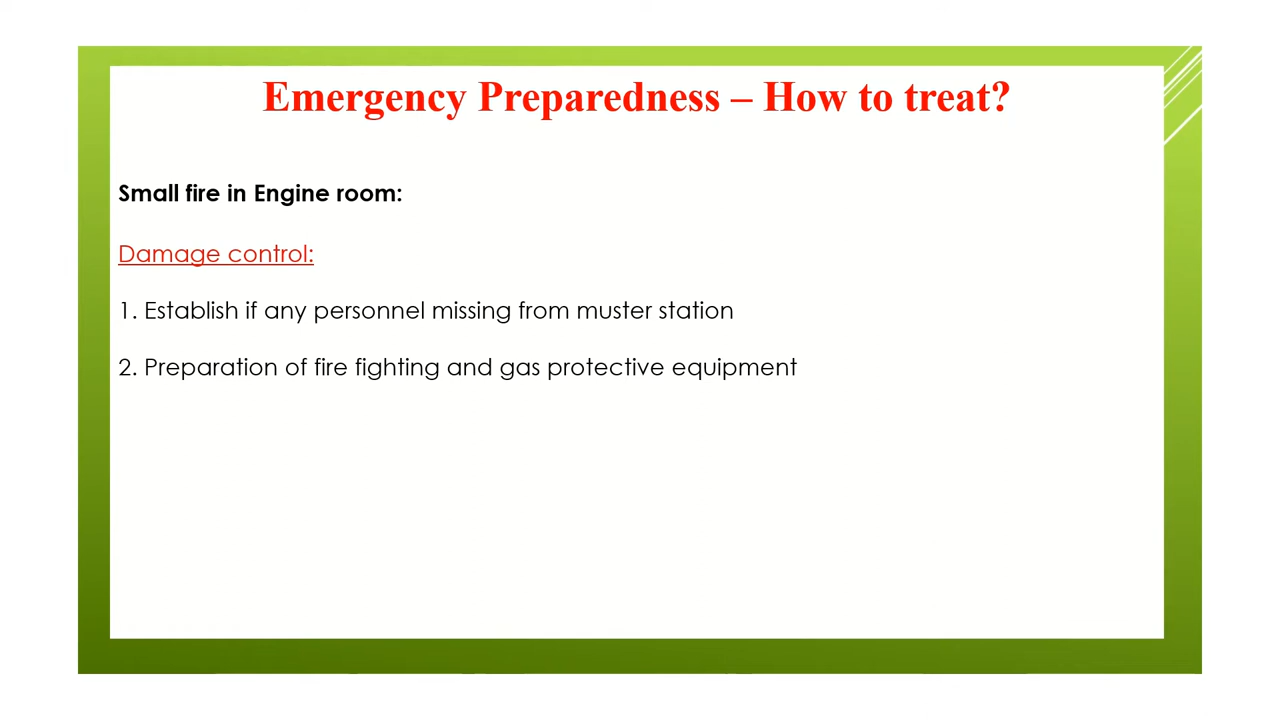 Emergency Preparedness – How to treat?
Small fire in Engine room:
Damage control:
1. Establish if any personnel missing from muster station
2. Preparation of fire fighting and gas protective equipment